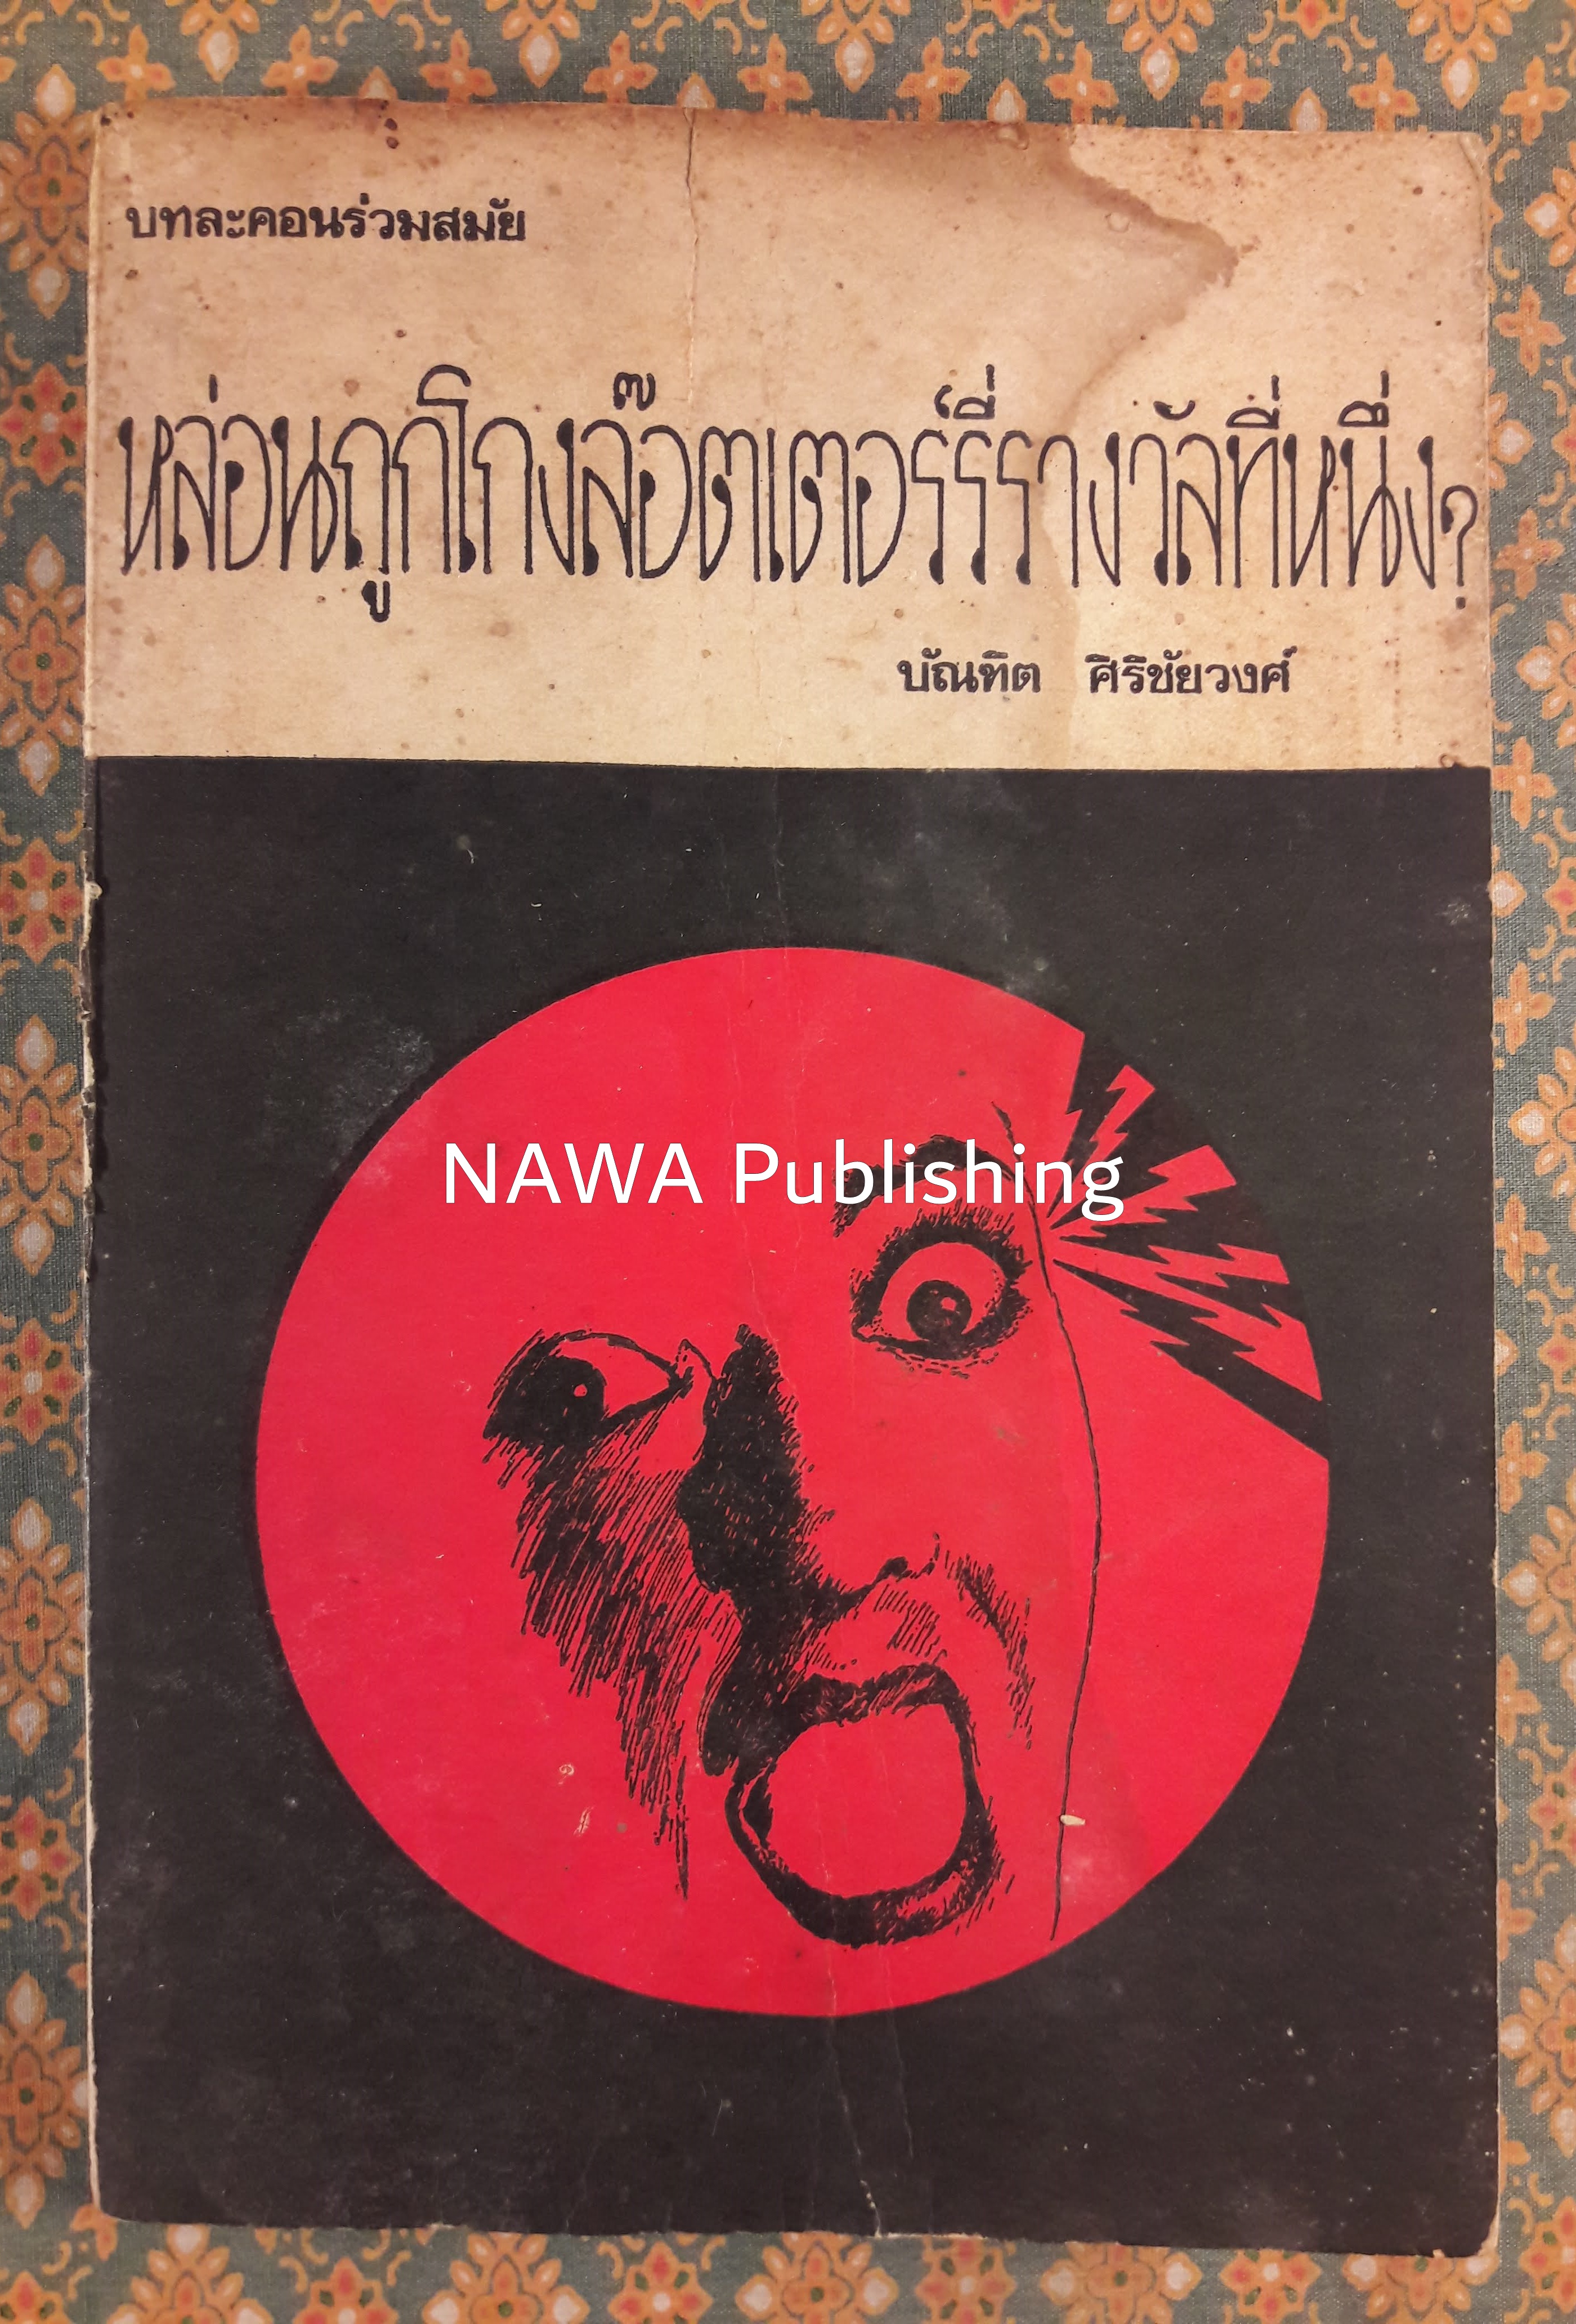 บทละคอนร่วมสมัย
หล่อนถูกโกงล๊อตเตอร์รี่รางวัลที่หนึ่ง?
บัณฑิต ศิริชัยวงศ์
NAWA Publishing